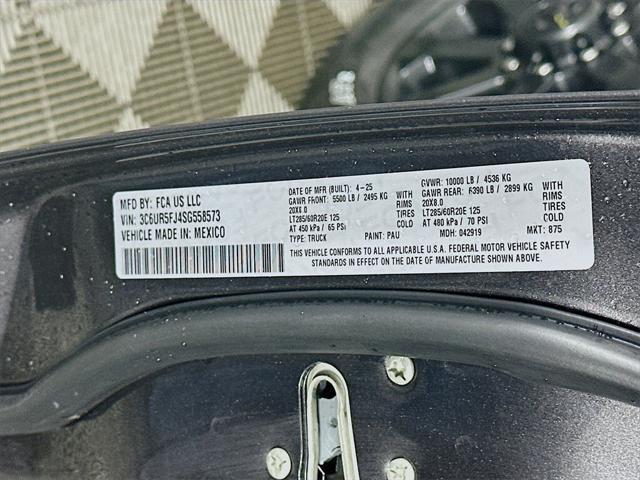 MFD BY: FCA US LLC
VIN: 3C6UR5FJ4SG558573
VEHICLE MADE IN: MEXICO
DATE OF MFR (BUILT): 4-25 GVWR: 10000 LB / 4536 KG
GAWR FRONT: 5500 LB / 2495 KG WITH GAWR REAR: 6390 LB / 2899 KG WITH
20X8.0 RIMS 20X8.0 RIMS
LT285/60R20E 125 TIRES LT285/60R20E 125 TIRES
AT 450 kPa / 65 PSI COLD AT 480 kPa / 70 PSI COLD
TYPE: TRUCK PAINT: PAU MDH: 042919 MKT: 875
THIS VEHICLE CONFORMS TO ALL APPLICABLE U.S.A. FEDERAL MOTOR VEHICLE SAFETY
STANDARDS IN EFFECT ON THE DATE OF MANUFACTURE SHOWN ABOVE.